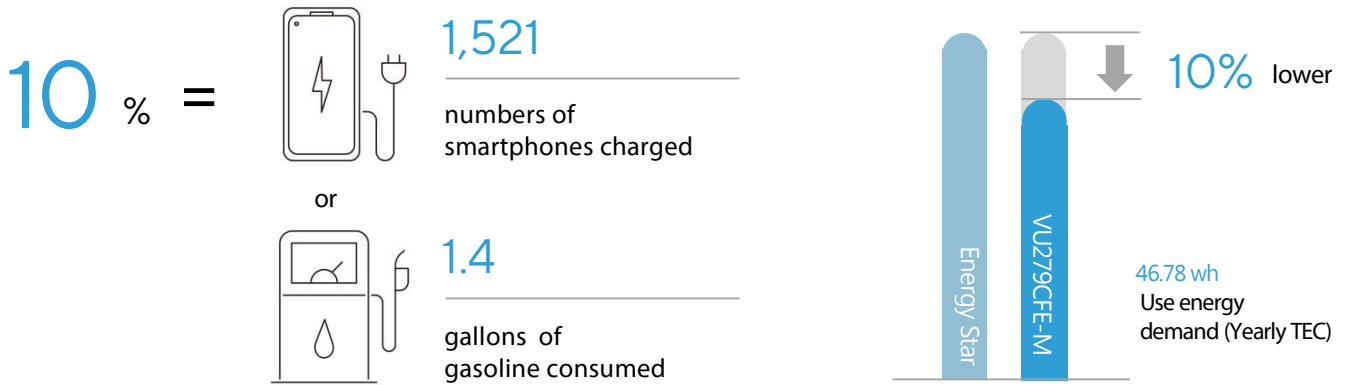 10 % =
1,521
numbers of
smartphones charged
or
1.4
gallons of
gasoline consumed
Energy Star
VU279CFE-M
10% lower
46.78 wh
Use energy
demand (Yearly TEC)